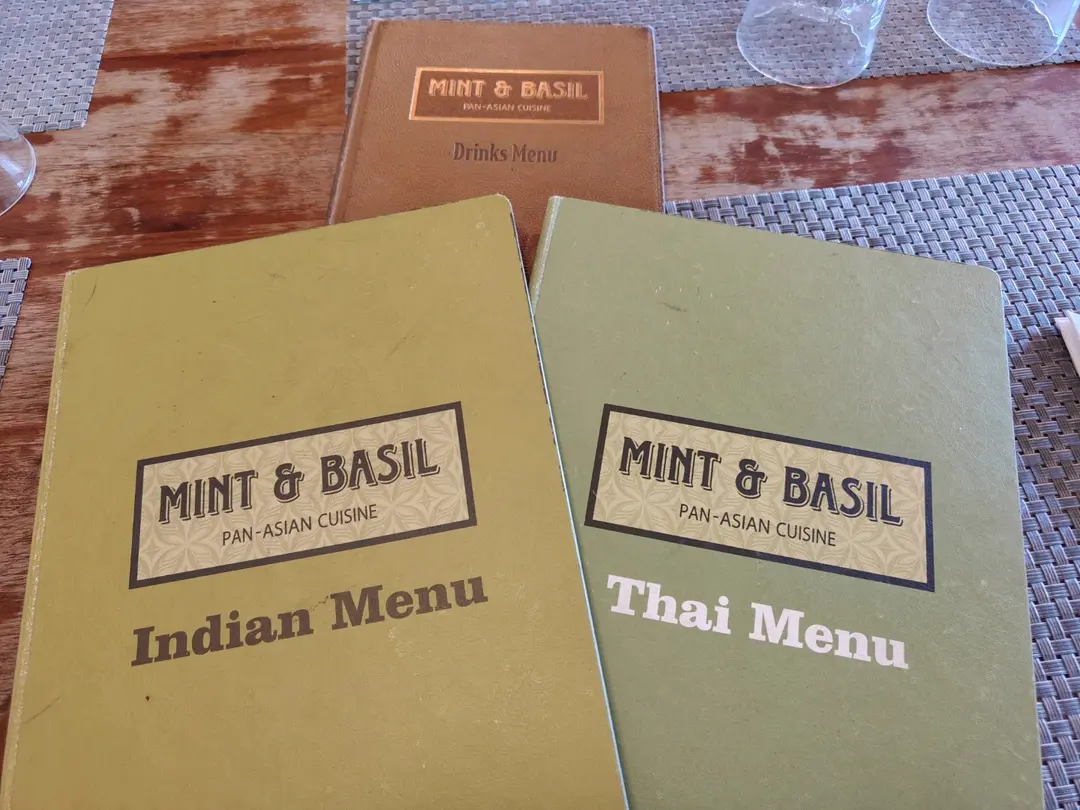 MINT & BASIL
PAN-ASIAN CUISINE
Drinks Menu
MINT & BASIL
PAN-ASIAN CUISINE
Indian Menu
MINT & BASIL
PAN-ASIAN CUISINE
Thai Menu